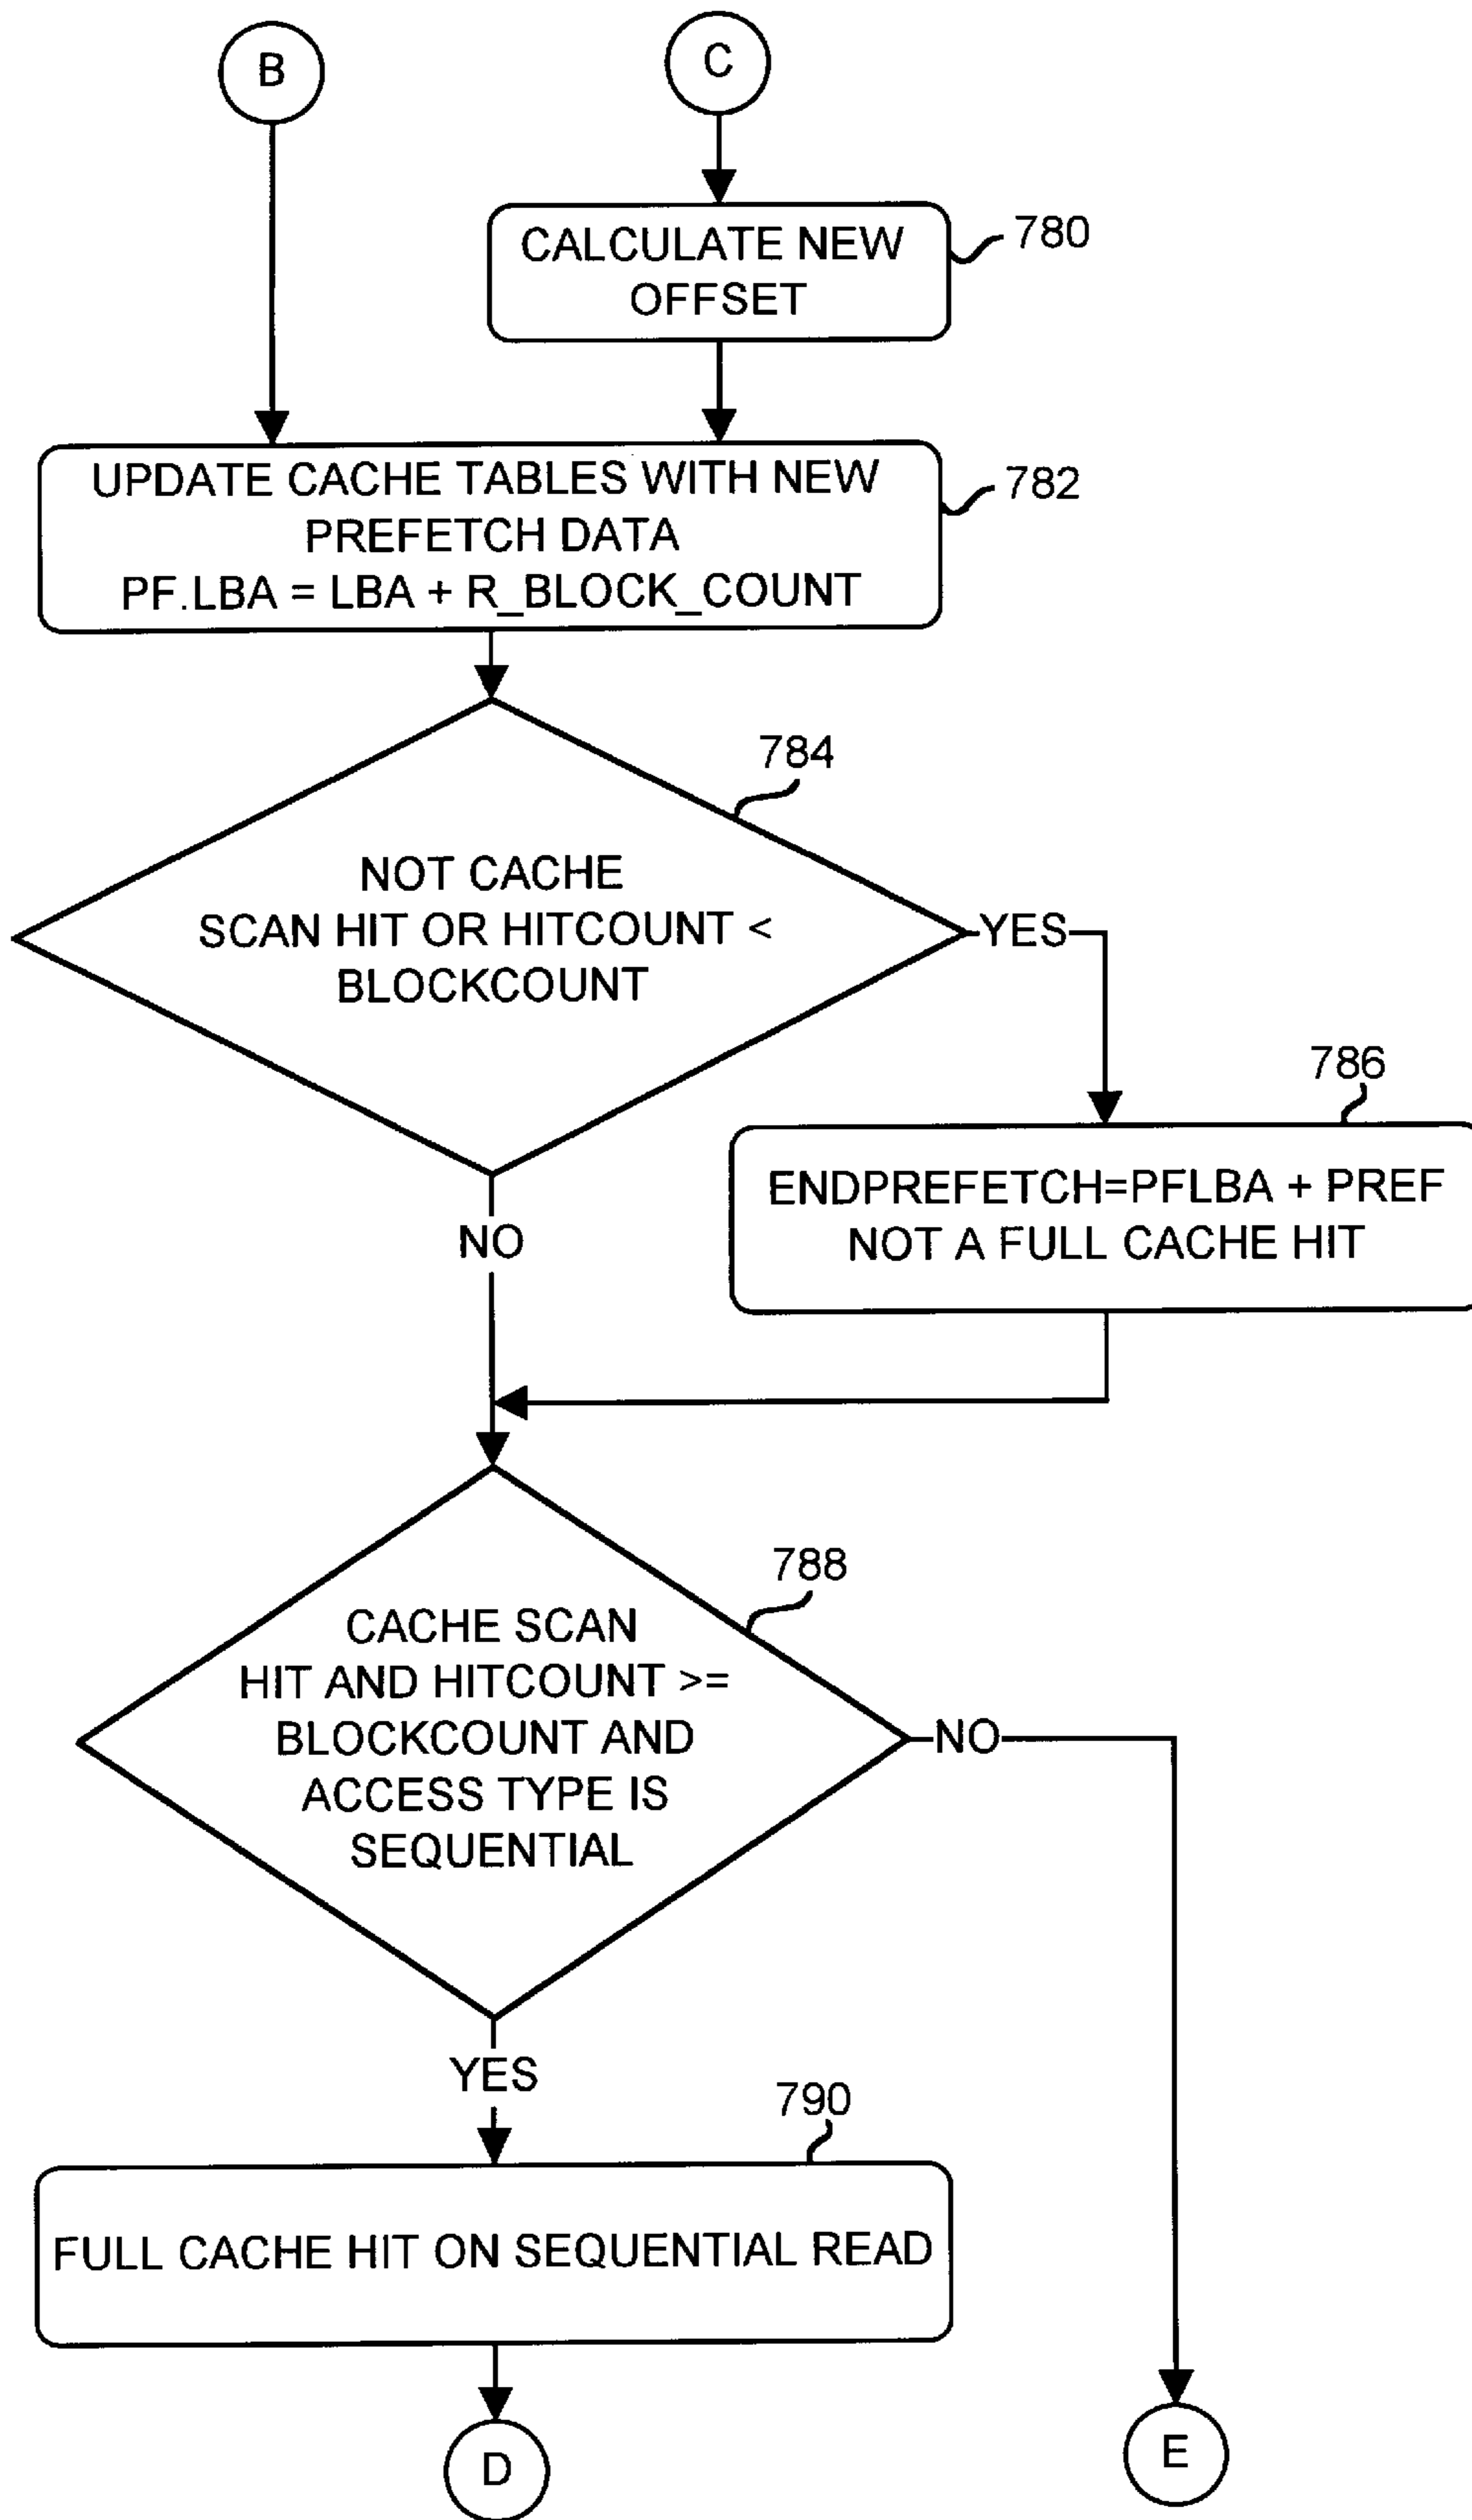 B
C
CALCULATE NEW
OFFSET
780
UPDATE CACHE TABLES WITH NEW
PREFETCH DATA
PF.LBA = LBA + R_BLOCK_COUNT
782
784
NOT CACHE
SCAN HIT OR HITCOUNT <
BLOCKCOUNT
YES
786
ENDPREFETCH=PFLBA + PREF
NOT A FULL CACHE HIT
NO
788
CACHE SCAN
HIT AND HITCOUNT >=
BLOCKCOUNT AND
ACCESS TYPE IS
SEQUENTIAL
NO
YES
790
FULL CACHE HIT ON SEQUENTIAL READ
D
E